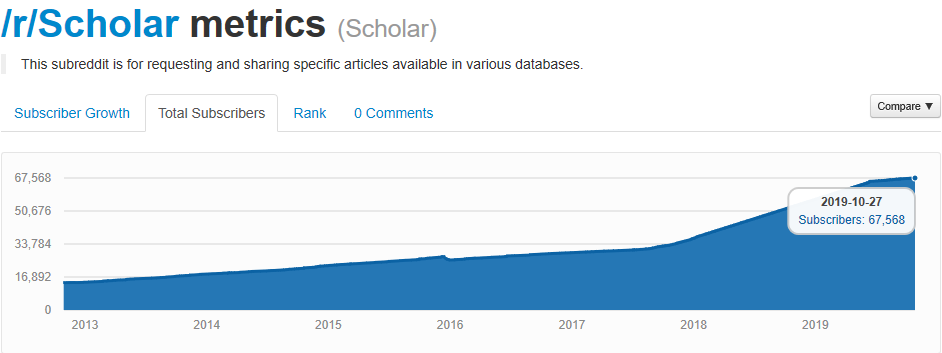 /r/Scholar metrics (Scholar)
This subreddit is for requesting and sharing specific articles available in various databases.
Subscriber Growth Total Subscribers Rank 0 Comments Compare ▼
67,568
50,676
33,784
16,892
0
2019-10-27
Subscribers: 67,568
2013 2014 2015 2016 2017 2018 2019